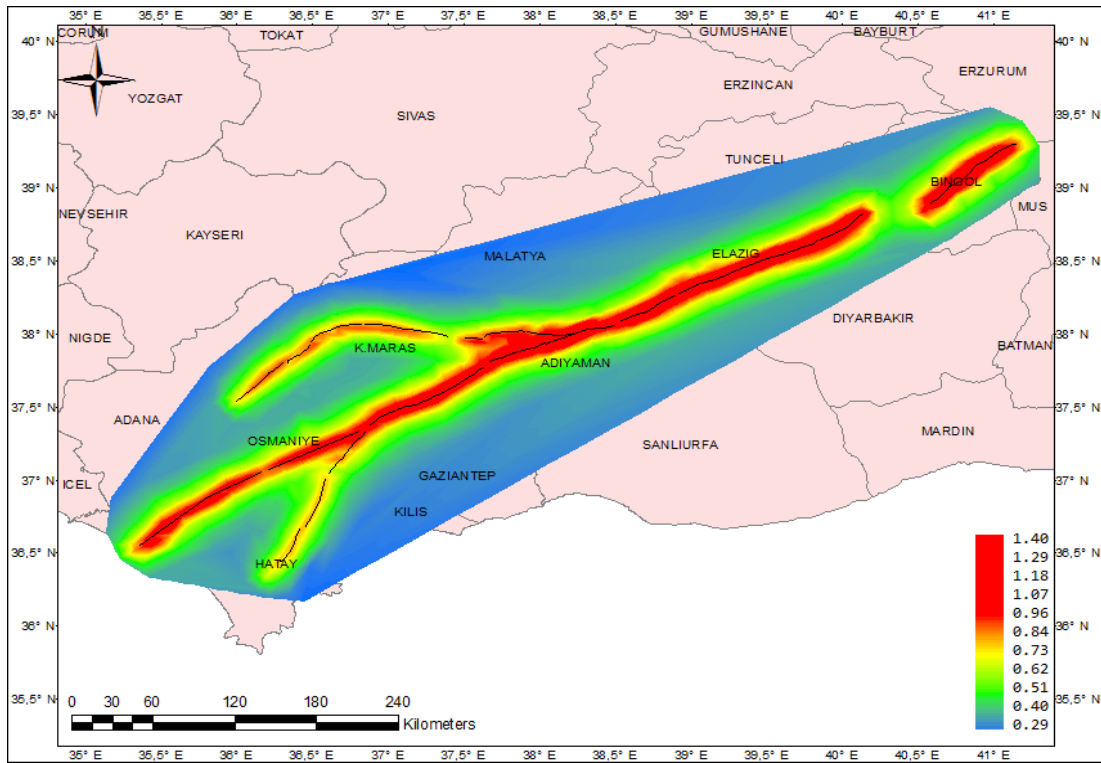 35° E 35,5° E 36° E 36,5° E 37° E 37,5° E 38° E 38,5° E 39° E 39,5° E 40° E 40,5° E 41° E
40° N CORUM N TOKAT GUMUSHANE BAYBURT 40° N
ERZURUM
YOZGAT ERZINCAN
39,5° N SIVAS 39,5° N
TUNCELI
39° N BINGOL 39° N
NEVSEHIR MUS
KAYSERI
38,5° N MALATYA ELAZIG 38,5° N
DIYARBAKIR
38° N NIGDE K.MARAS BATMAN 38° N
ADIYAMAN
37,5° N ADANA 37,5° N
OSMANIYE SANLIURFA MARDIN
37° N ICEL GAZIANTEP 37° N
KILIS
36,5° N HATAY 36,5° N
1.40
1.29
1.18
1.07
0.96
36° N 0.84 36° N
0.73
0.62
0.51
35,5° N 0.40 35,5° N
0.29
0 30 60 120 180 240
Kilometers
35° E 35,5° E 36° E 36,5° E 37° E 37,5° E 38° E 38,5° E 39° E 39,5° E 40° E 40,5° E 41° E